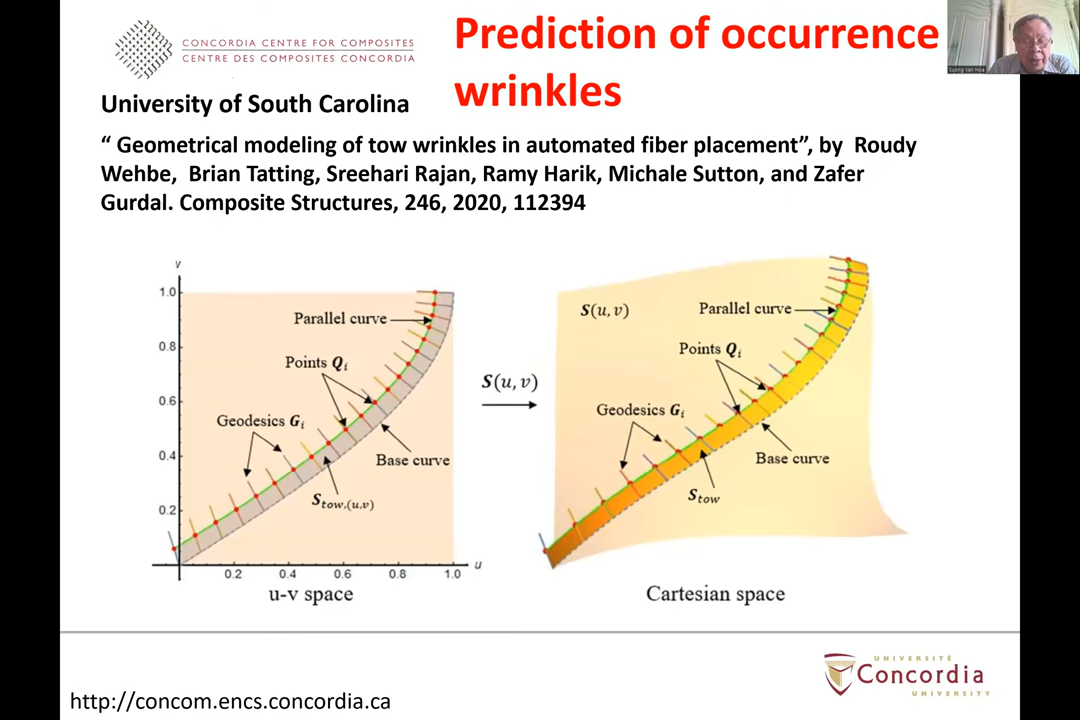 CONCORDIA CENTRE FOR COMPOSITES
CENTRE DES COMPOSITES CONCORDIA
Prediction of occurrence
wrinkles
Suong Van Hoa
University of South Carolina
“ Geometrical modeling of tow wrinkles in automated fiber placement”, by Roudy
Wehbe, Brian Tatting, Sreehari Rajan, Ramy Harik, Michale Sutton, and Zafer
Gurdal. Composite Structures, 246, 2020, 112394
v
1.0
0.8
0.6
0.4
0.2
0.2 0.4 0.6 0.8 1.0 u
Parallel curve
Points Qi
Geodesics Gi
Base curve
Stow,(u,v)
u-v space
S(u,v)
S(u,v)
Parallel curve
Points Qi
Geodesics Gi
Base curve
Stow
Cartesian space
UNIVERSITÉ
Concordia
UNIVERSITY
http://concom.encs.concordia.ca